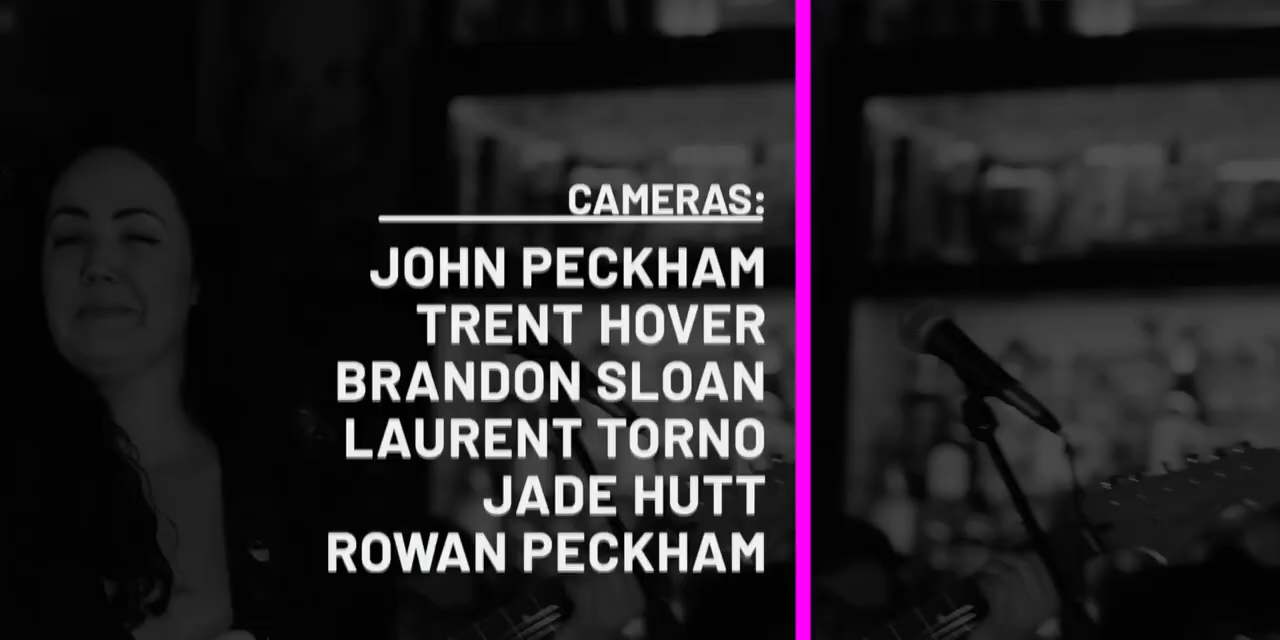 CAMERAS:
JOHN PECKHAM
TRENT HOVER
BRANDON SLOAN
LAURENT TORNO
JADE HUTT
ROWAN PECKHAM